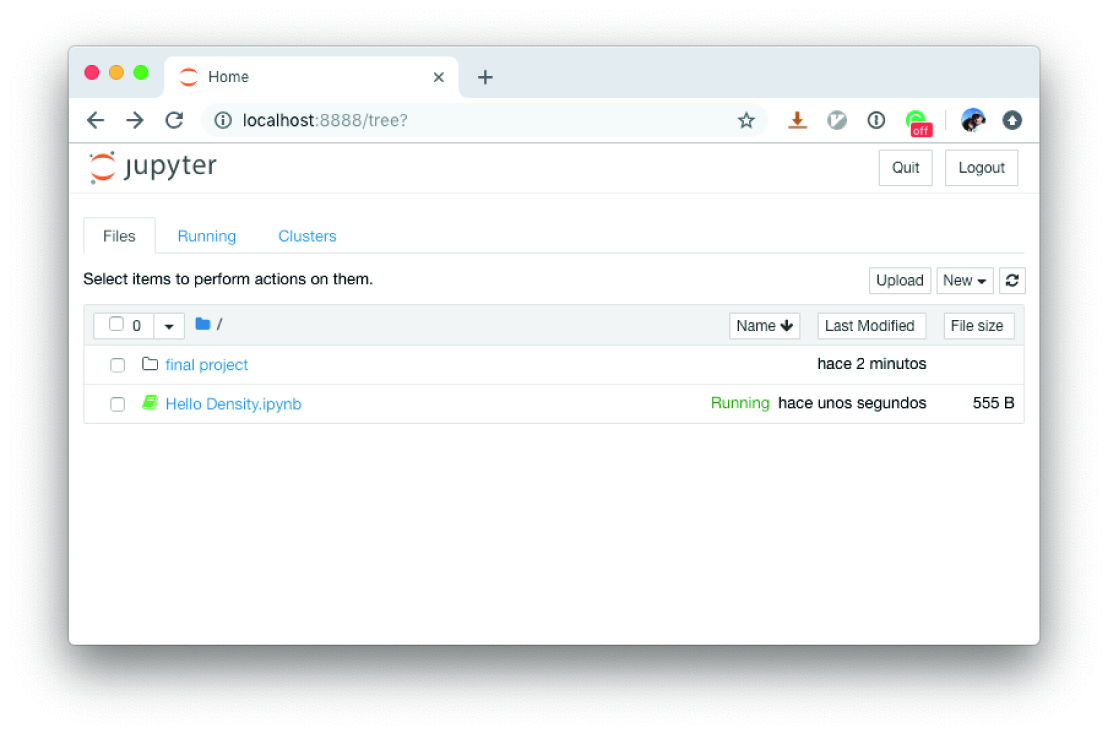 Home
localhost:8888/tree?
off
jupyter
Quit Logout
Files Running Clusters
Select items to perform actions on them.
Upload New
0 / Name Last Modified File size
final project hace 2 minutos
Hello Density.ipynb Running hace unos segundos 555 B